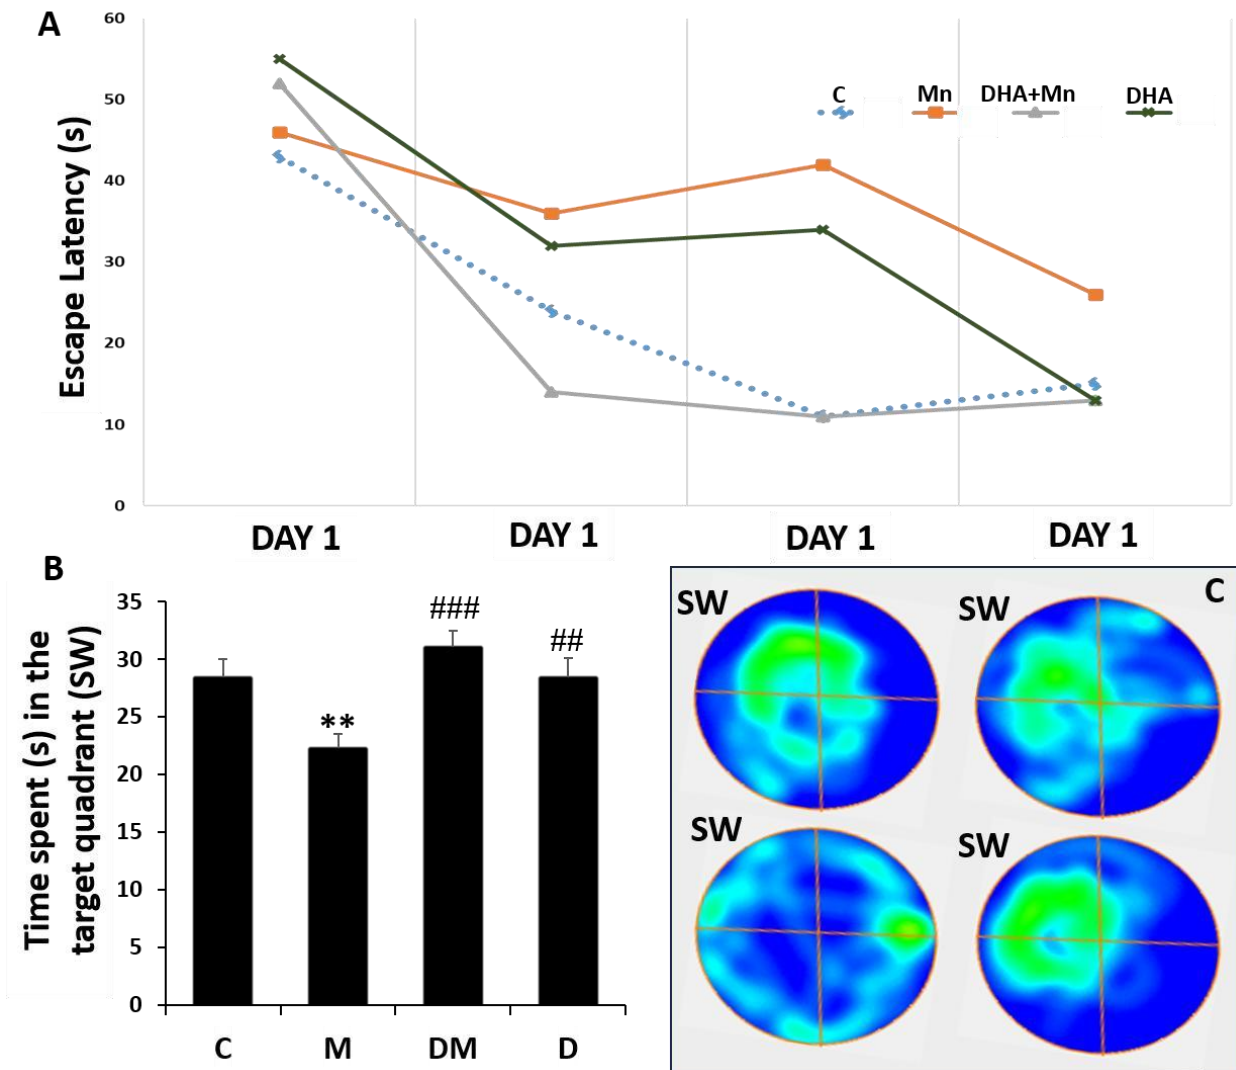 A
60
50
40
30
20
10
0
Escape Latency (s)
C Mn DHA+Mn DHA
DAY 1 DAY 1 DAY 1 DAY 1
B
35
30
25
20
15
10
5
0
Time spent (s) in the
target quadrant (SW)
**
###
##
C M DM D
C
SW SW
SW SW